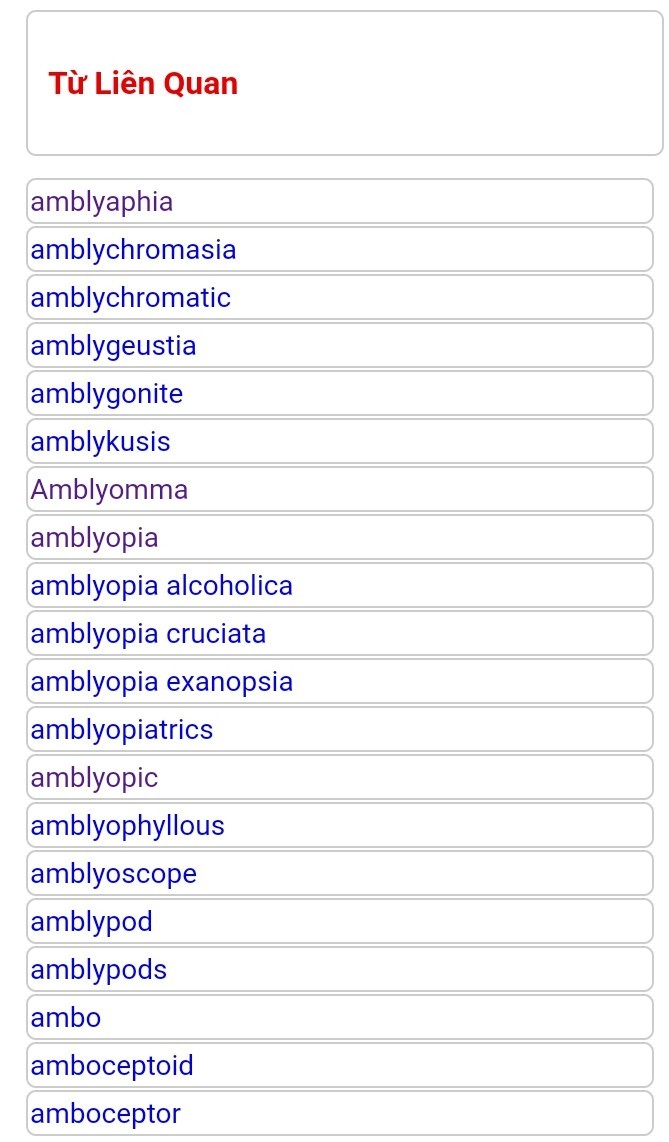 Từ Liên Quan
amblyaphia
amblychromasia
amblychromatic
amblygeustia
amblygonite
amblykusis
Amblyomma
amblyopia
amblyopia alcoholica
amblyopia cruciata
amblyopia exanopsia
amblyopiatrics
amblyopic
amblyophyllous
amblyoscope
amblypod
amblypods
ambo
amboceptoid
amboceptor